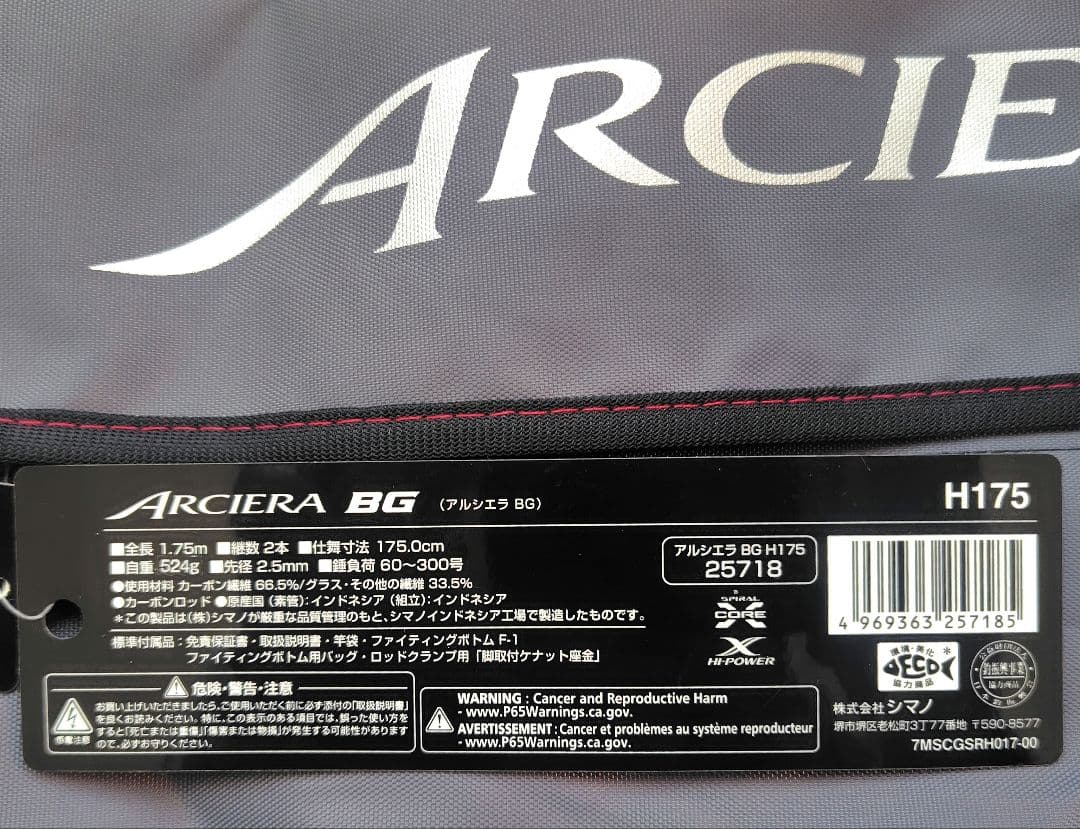 ARCIE
ARCIERA BG (アルシエラ BG)
H175
■全長 1.75m ■継数 2本 ■仕舞寸法 175.0cm
■自重 524g ■先径 2.5mm ■錘負荷 60～300号
●使用材料 カーボン繊維 66.5%/グラス・その他の繊維 33.5%
●カーボンロッド ●原産国 (素管):インドネシア (組立):インドネシア
＊この製品は(株)シマノが厳重な品質管理のもと、シマノインドネシア工場で製造したものです。
標準付属品：免責保証書・取扱説明書・竿袋・ファイティングボトム F-1
ファイティングボトム用バッグ・ロッドクランプ用「脚取付ケナット座金」
アルシエラ BG H175
25718
SPIRAL
X
CORE
X
HI-POWER
4 969363 257185
環境・美化
ECO
協力商品
株式会社 シマノ
堺市堺区老松町3丁77番地 〒590-8577
7MSCGSRH017-00
危険・警告・注意
お買い上げいただきましたら、ご使用いただく前に必ず添付の「取扱説明書」
を良くお読みください。特に、この表示のある項目では、誤った使い方を
すると「死亡または重傷」「傷害または物損」が発生する可能性があります
ので、必ずお守りください。
感電注意
WARNING : Cancer and Reproductive Harm
- www.P65Warnings.ca.gov.
AVERTISSEMENT : Cancer et problèmes au système reproducteur
- www.P65Warnings.ca.gov.